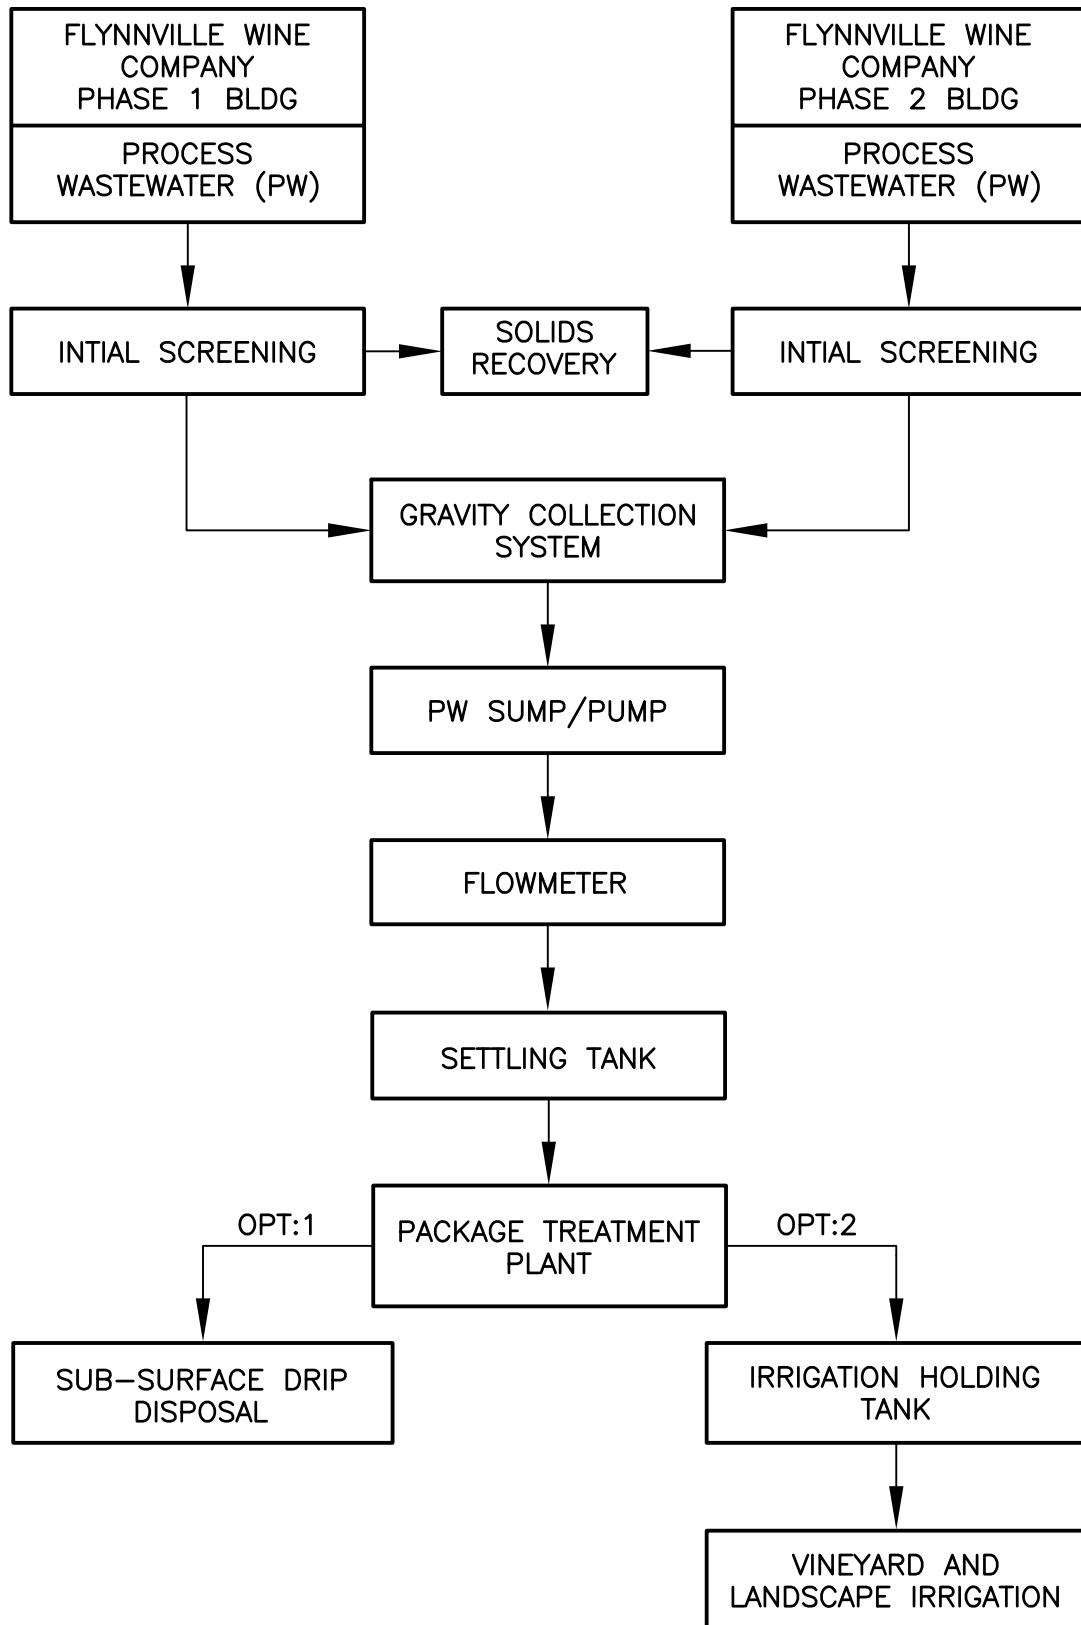 FLYNNVILLE WINE
COMPANY
PHASE 1 BLDG
PROCESS
WASTEWATER (PW)
FLYNNVILLE WINE
COMPANY
PHASE 2 BLDG
PROCESS
WASTEWATER (PW)
INTIAL SCREENING
SOLIDS
RECOVERY
INTIAL SCREENING
GRAVITY COLLECTION
SYSTEM
PW SUMP/PUMP
FLOWMETER
SETTLING TANK
PACKAGE TREATMENT
PLANT
OPT:1
OPT:2
SUB-SURFACE DRIP
DISPOSAL
IRRIGATION HOLDING
TANK
VINEYARD AND
LANDSCAPE IRRIGATION